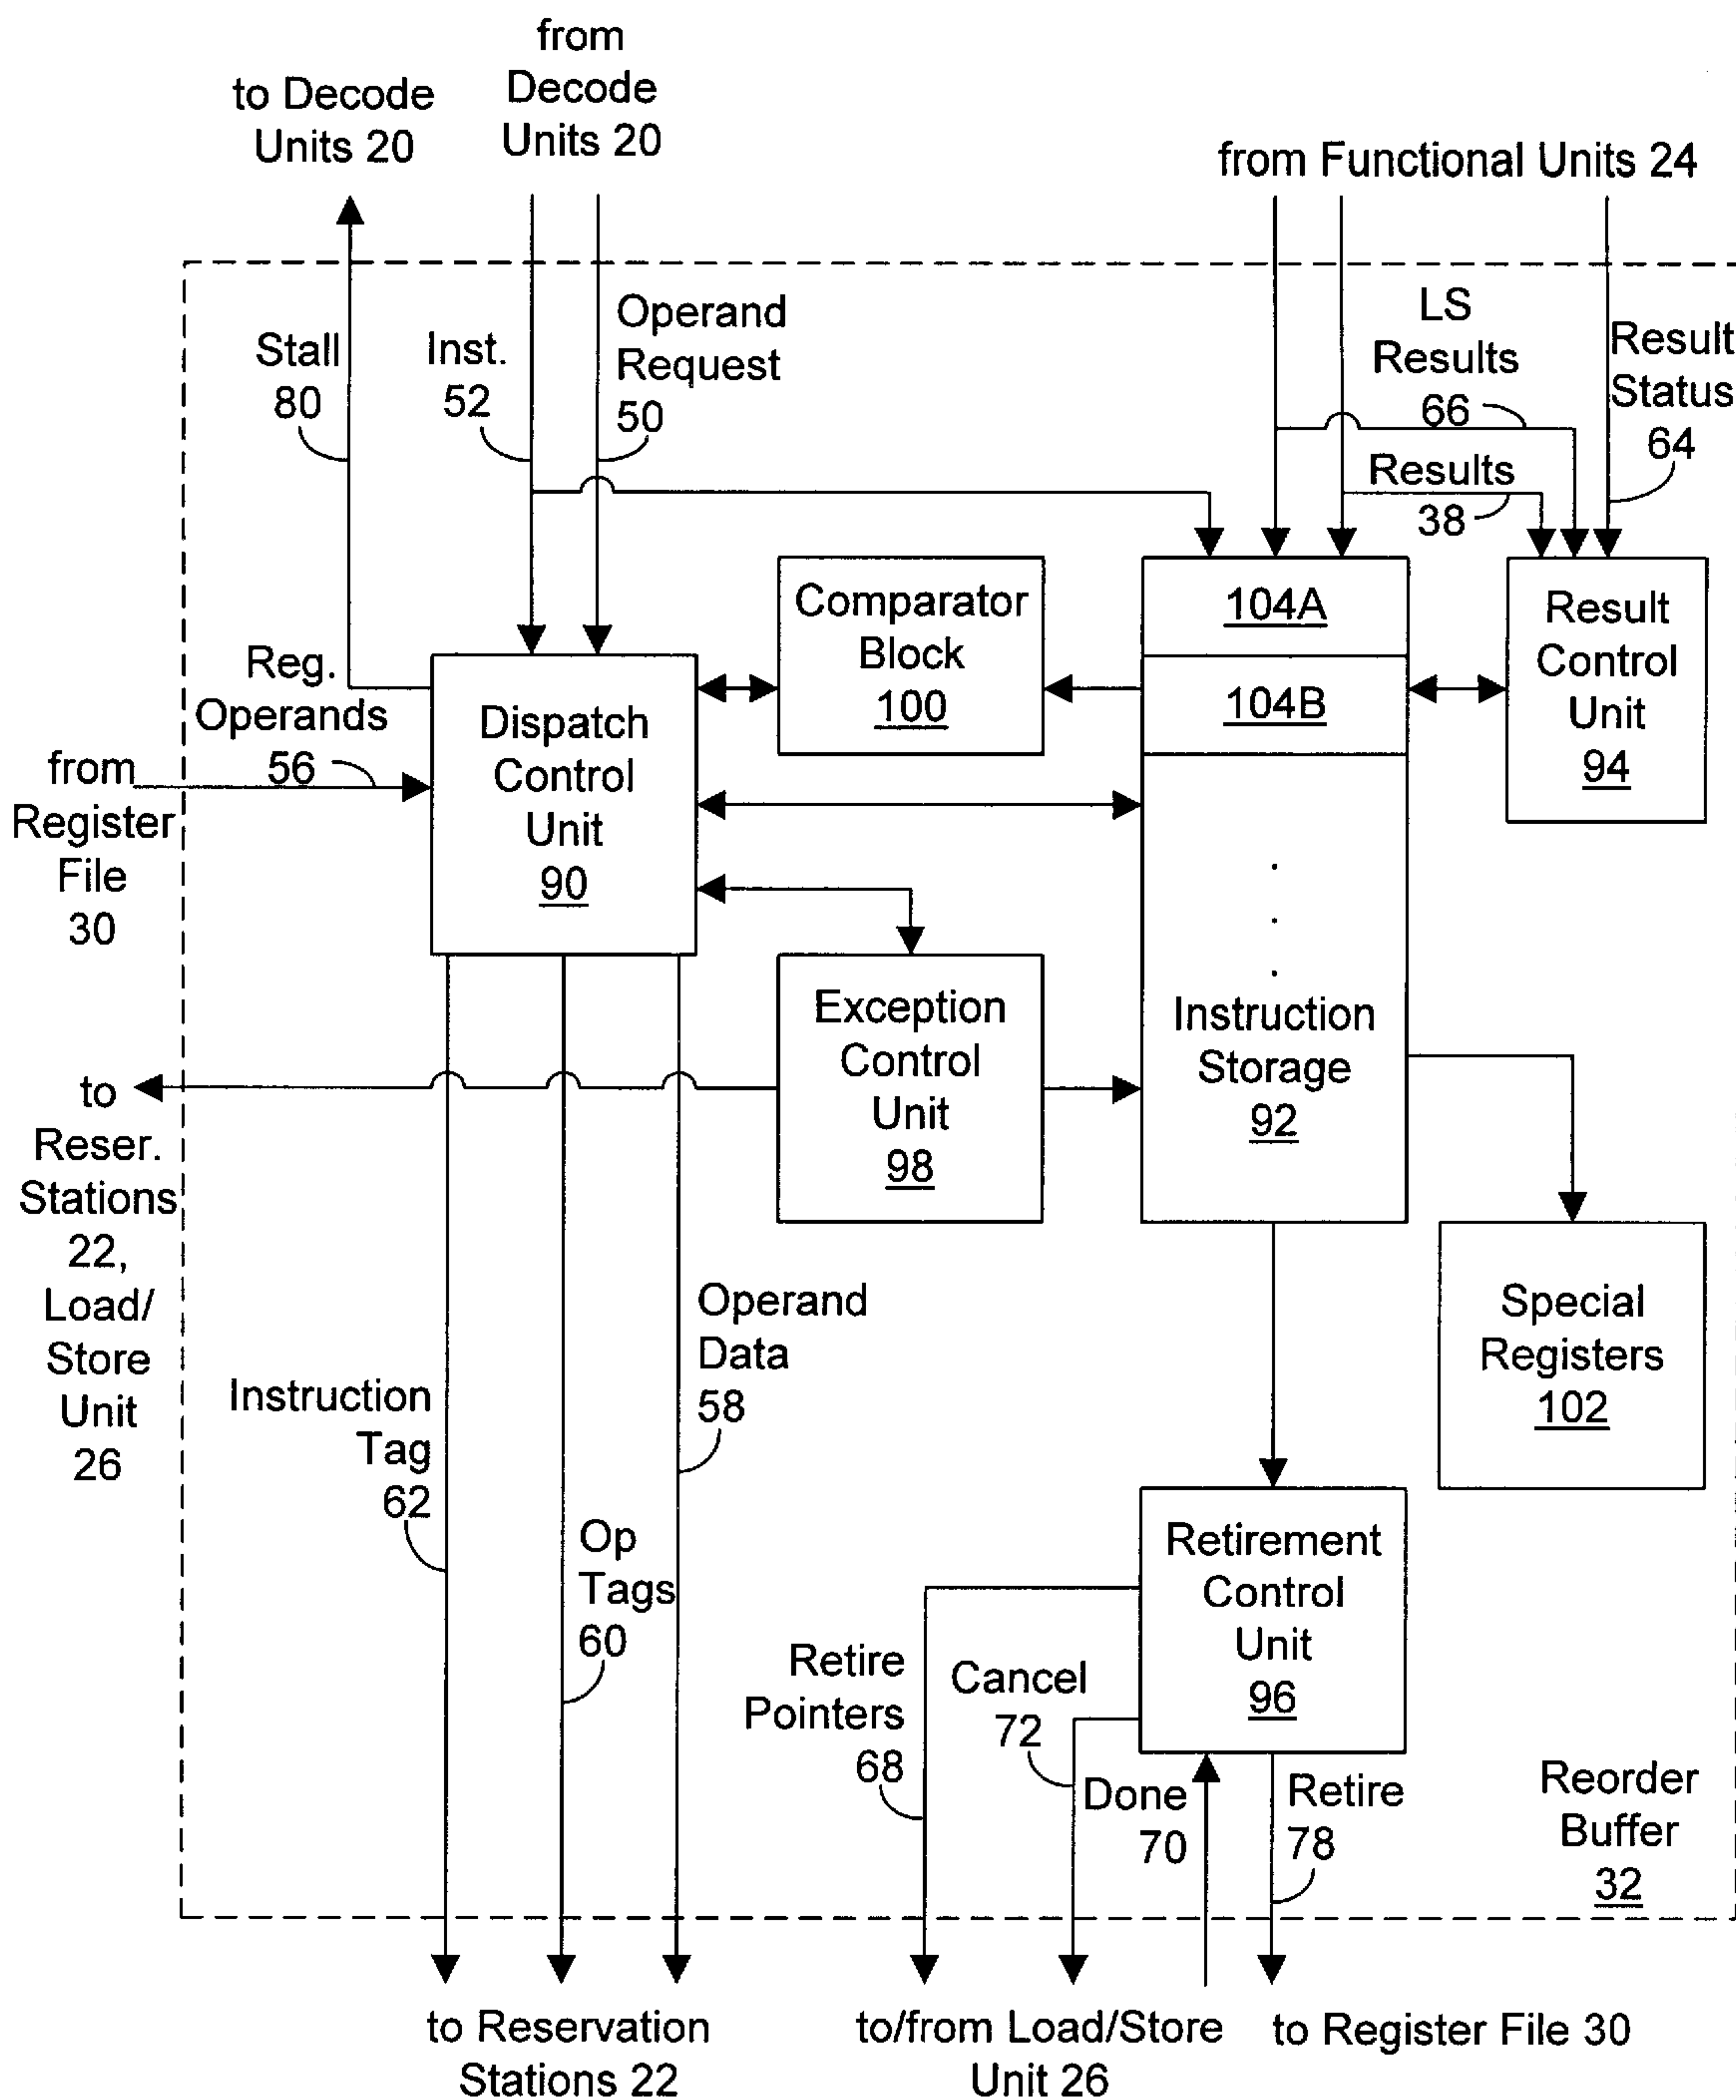 from
Decode
Units 20
to Decode
Units 20
from Functional Units 24
Stall
80
Inst.
52
Operand
Request
50
LS
Results
66
Result
Status
64
Results
38
Comparator
Block
100
104A
104B
Result
Control
Unit
94
Reg.
Operands
56
from
Register
File
30
Dispatch
Control
Unit
90
.
.
.
Instruction
Storage
92
Exception
Control
Unit
98
to
Reser.
Stations
22,
Load/
Store
Unit
26
Special
Registers
102
Operand
Data
58
Instruction
Tag
62
Op
Tags
60
Retirement
Control
Unit
96
Retire
Pointers
68
Cancel
72
Done
70
Retire
78
Reorder
Buffer
32
to Reservation
Stations 22
to/from Load/Store
Unit 26
to Register File 30